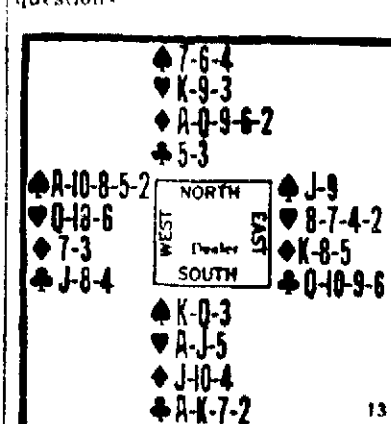 ♠ 7-6-4
♥ K-9-3
♦ A-Q-9-6-2
♣ 5-3
♠ A-10-8-5-2
♥ Q-10-6
♦ 7-3
♣ J-8-4
NORTH
WEST
EAST
Dealer
SOUTH
♠ J-9
♥ 8-7-4-2
♦ K-8-5
♣ Q-10-9-6
♠ K-Q-3
♥ A-J-5
♦ J-10-4
♣ A-K-7-2
13